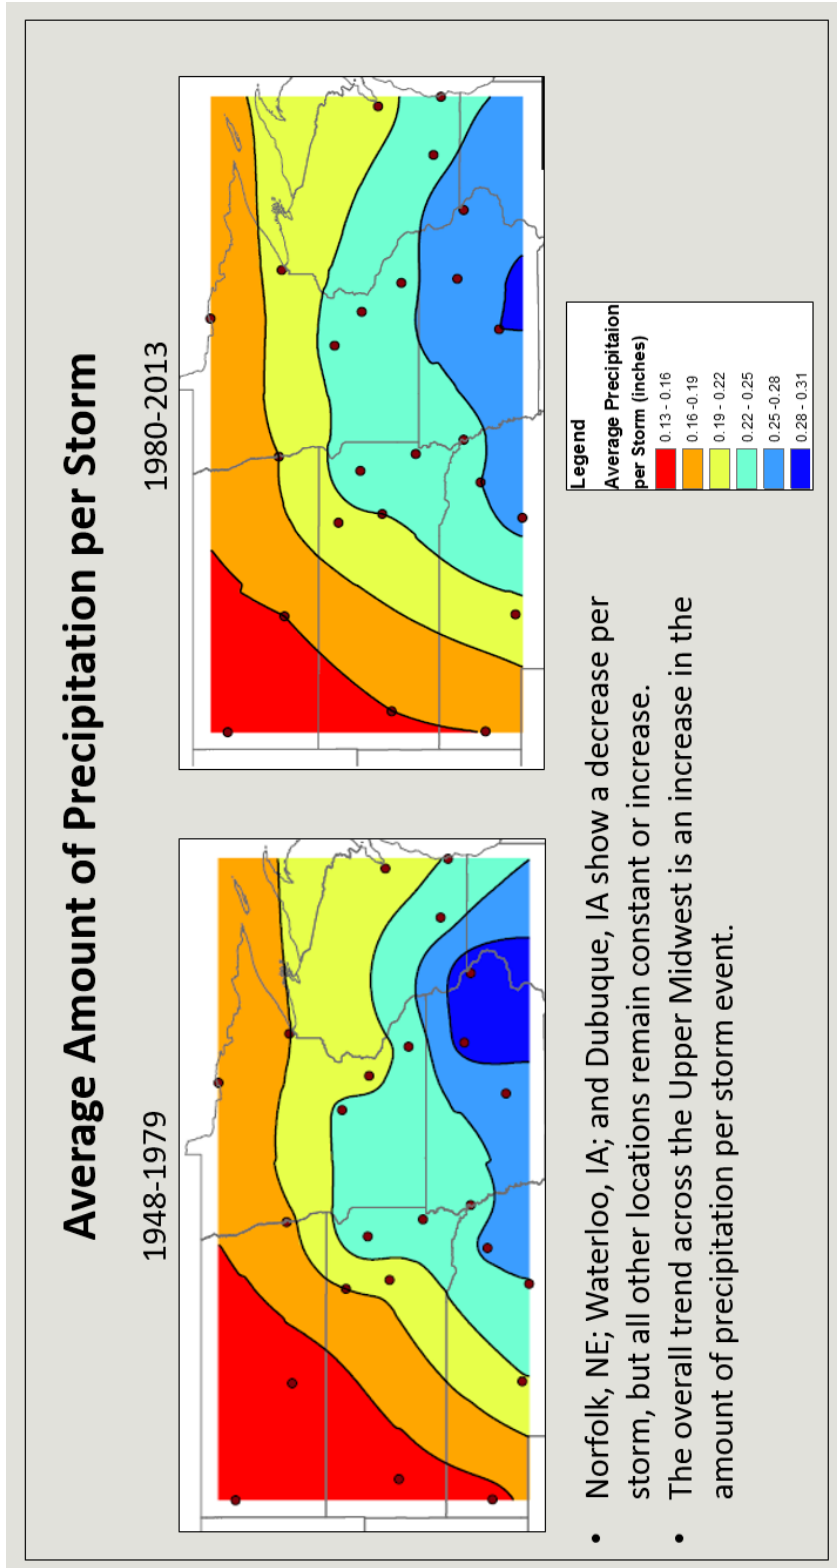 Average Amount of Precipitation per Storm
1948-1979
1980-2013
• Norfolk, NE; Waterloo, IA; and Dubuque, IA show a decrease per
storm, but all other locations remain constant or increase.
• The overall trend across the Upper Midwest is an increase in the
amount of precipitation per storm event.
Legend
Average Precipitaion
per Storm (inches)
0.13 - 0.16
0.16 -0.19
0.19 - 0.22
0.22 - 0.25
0.25 -0.28
0.28 - 0.31